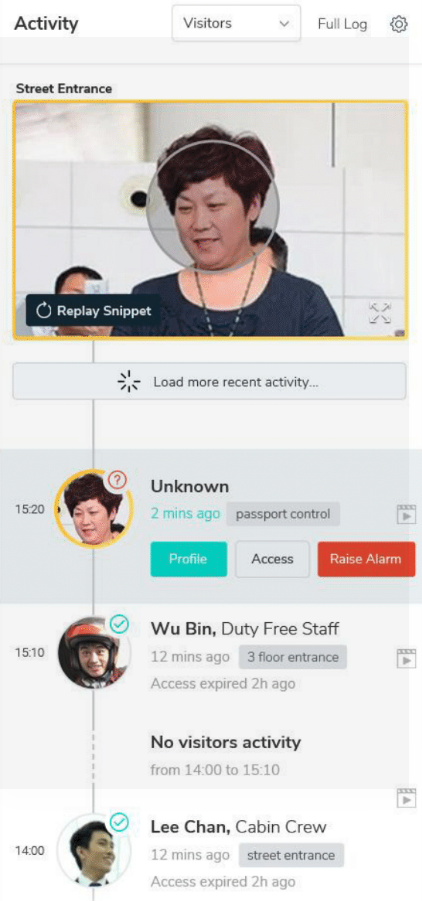 Activity
Visitors
Full Log
Street Entrance
Replay Snippet
Load more recent activity...
15:20
Unknown
2 mins ago passport control
Profile Access Raise Alarm
15:10
Wu Bin, Duty Free Staff
12 mins ago 3 floor entrance
Access expired 2h ago
No visitors activity
from 14:00 to 15:10
14:00
Lee Chan, Cabin Crew
12 mins ago street entrance
Access expired 2h ago